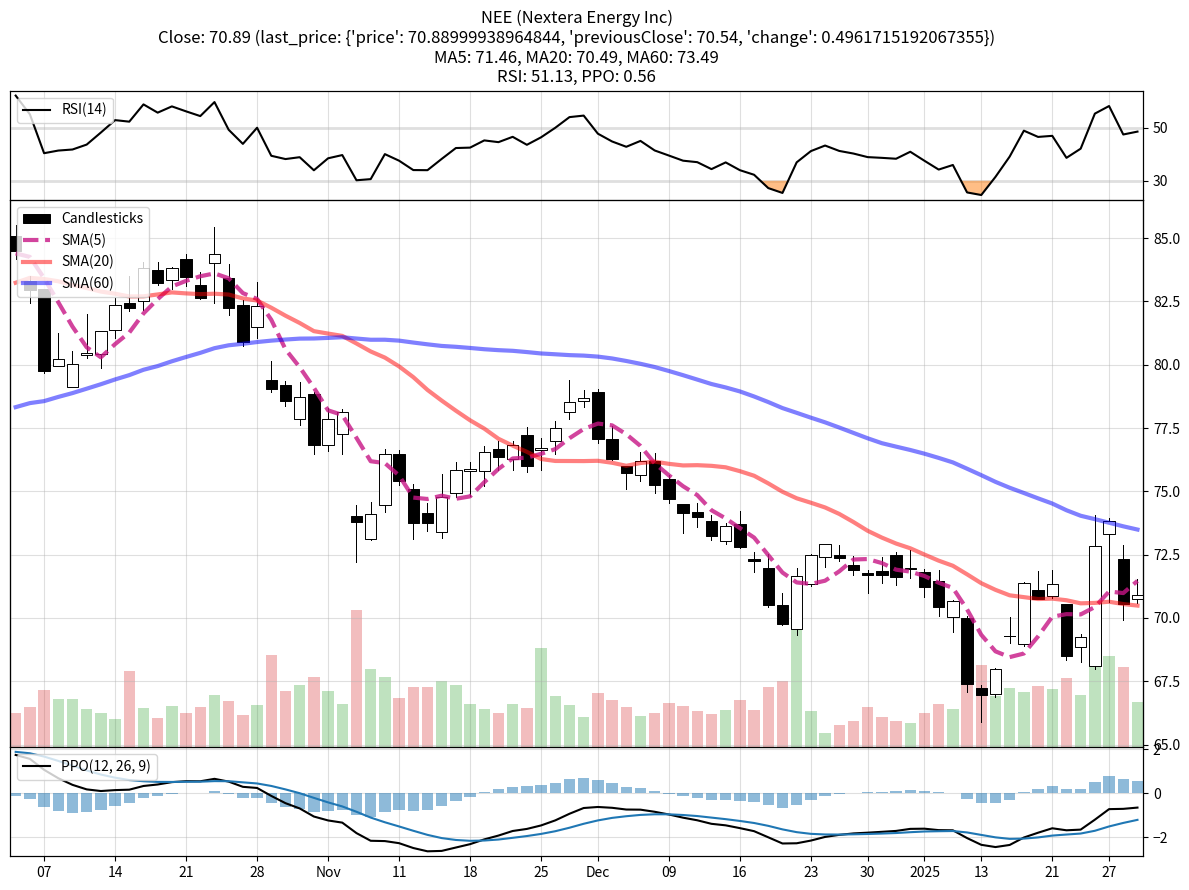 NEE (Nextera Energy Inc)
Close: 70.89 (last_price: {'price': 70.88999938964844, 'previousClose': 70.54, 'change': 0.4961715192067355})
MA5: 71.46, MA20: 70.49, MA60: 73.49
RSI: 51.13, PPO: 0.56
RSI(14)
50
30
Candlesticks
SMA(5)
SMA(20)
SMA(60)
85.0
82.5
80.0
77.5
75.0
72.5
70.0
67.5
65.0
PPO(12, 26, 9)
2
0
−2
07 14 21 28 Nov 11 18 25 Dec 09 16 23 30 2025 13 21 27